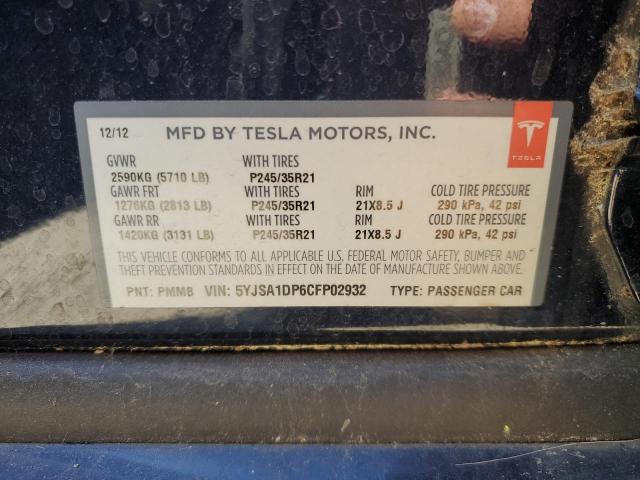 12/12 MFD BY TESLA MOTORS, INC.
TESLA
GVWR WITH TIRES
2590KG (5710 LB) P245/35R21
GAWR FRT WITH TIRES RIM COLD TIRE PRESSURE
1276KG (2813 LB) P245/35R21 21X8.5 J 290 kPa, 42 psi
GAWR RR WITH TIRES RIM COLD TIRE PRESSURE
1420KG (3131 LB) P245/35R21 21X8.5 J 290 kPa, 42 psi
THIS VEHICLE CONFORMS TO ALL APPLICABLE U.S. FEDERAL MOTOR SAFETY, BUMPER AND
THEFT PREVENTION STANDARDS IN EFFECT ON THE DATE OF MANUFACTURE SHOWN ABOVE.
PNT: PMMB VIN: 5YJSA1DP6CFP02932 TYPE: PASSENGER CAR